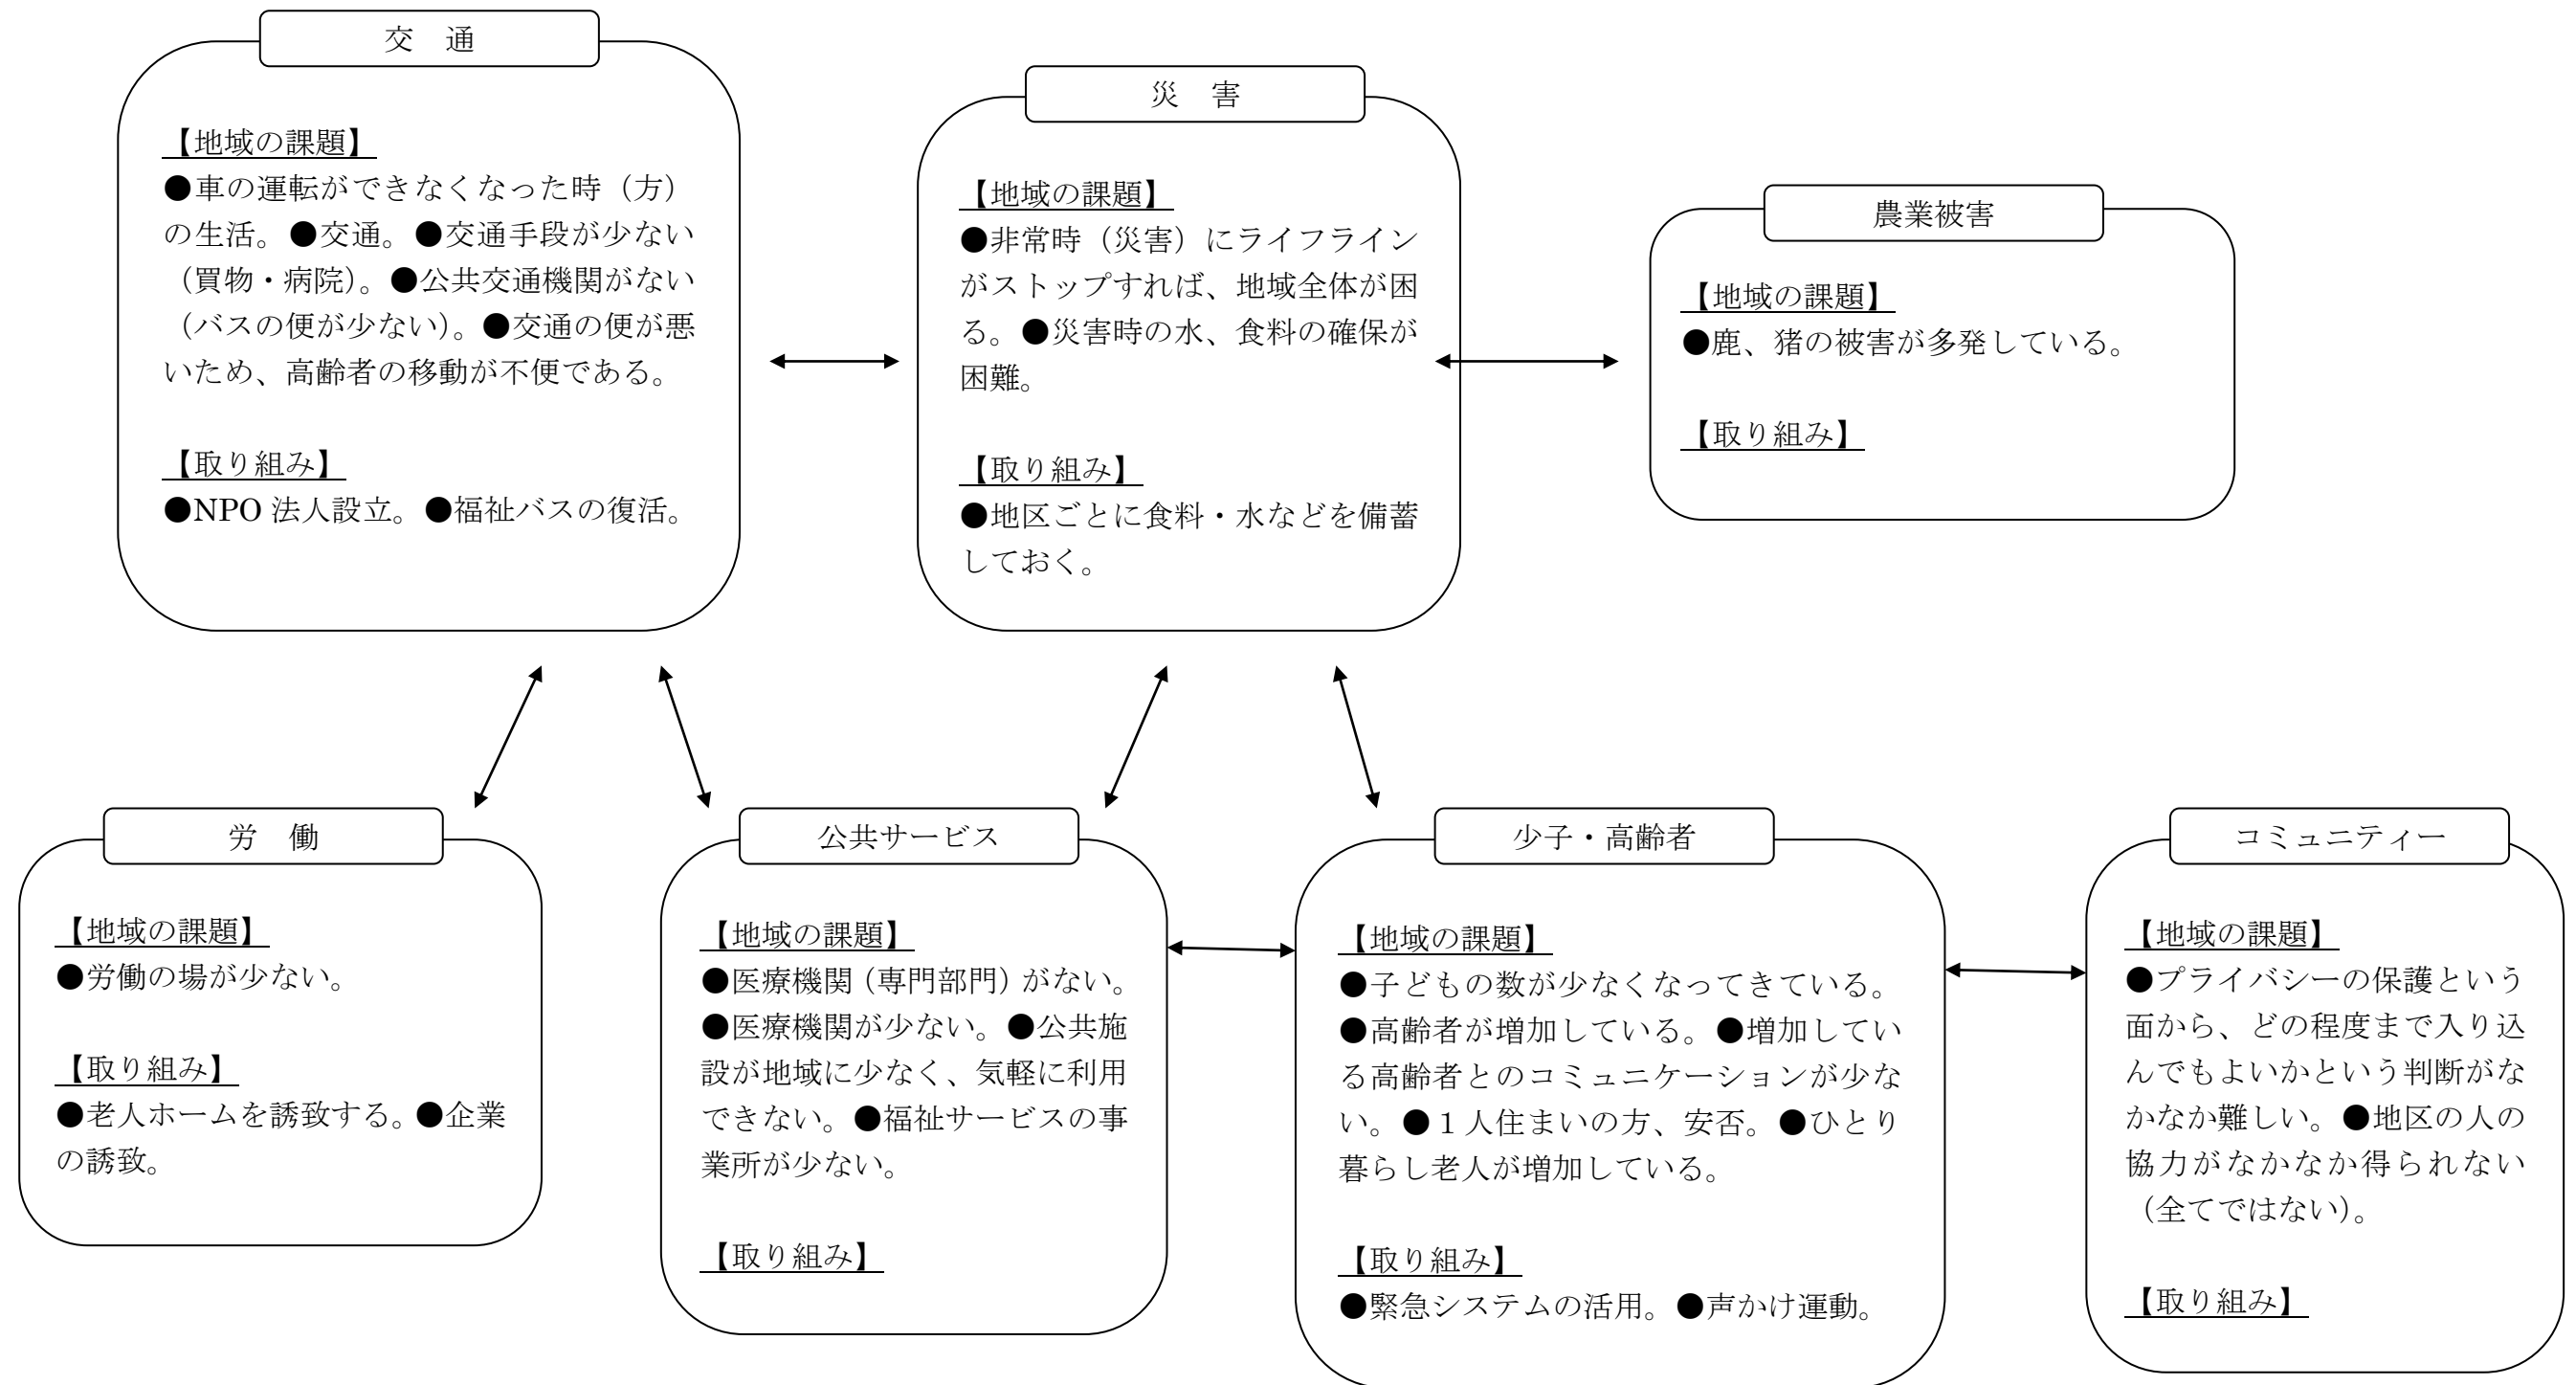 交　通
【地域の課題】
●車の運転ができなくなった時（方）
の生活。●交通。●交通手段が少ない
（買物・病院）。●公共交通機関がない
（バスの便が少ない）。●交通の便が悪
いため、高齢者の移動が不便である。
【取り組み】
●NPO 法人設立。●福祉バスの復活。
災　害
【地域の課題】
●非常時（災害）にライフライン
がストップすれば、地域全体が困
る。●災害時の水、食料の確保が
困難。
【取り組み】
●地区ごとに食料・水などを備蓄
しておく。
農業被害
【地域の課題】
●鹿、猪の被害が多発している。
【取り組み】
労　働
【地域の課題】
●労働の場が少ない。
【取り組み】
●老人ホームを誘致する。●企業
の誘致。
公共サービス
【地域の課題】
●医療機関（専門部門）がない。
●医療機関が少ない。●公共施
設が地域に少なく、気軽に利用
できない。●福祉サービスの事
業所が少ない。
【取り組み】
少子・高齢者
【地域の課題】
●子どもの数が少なくなってきている。
●高齢者が増加している。●増加してい
る高齢者とのコミュニケーションが少な
い。●１人住まいの方、安否。●ひとり
暮らし老人が増加している。
【取り組み】
●緊急システムの活用。●声かけ運動。
コミュニティー
【地域の課題】
●プライバシーの保護という
面から、どの程度まで入り込
んでもよいかという判断がな
かなか難しい。●地区の人の
協力がなかなか得られない
（全てではない）。
【取り組み】